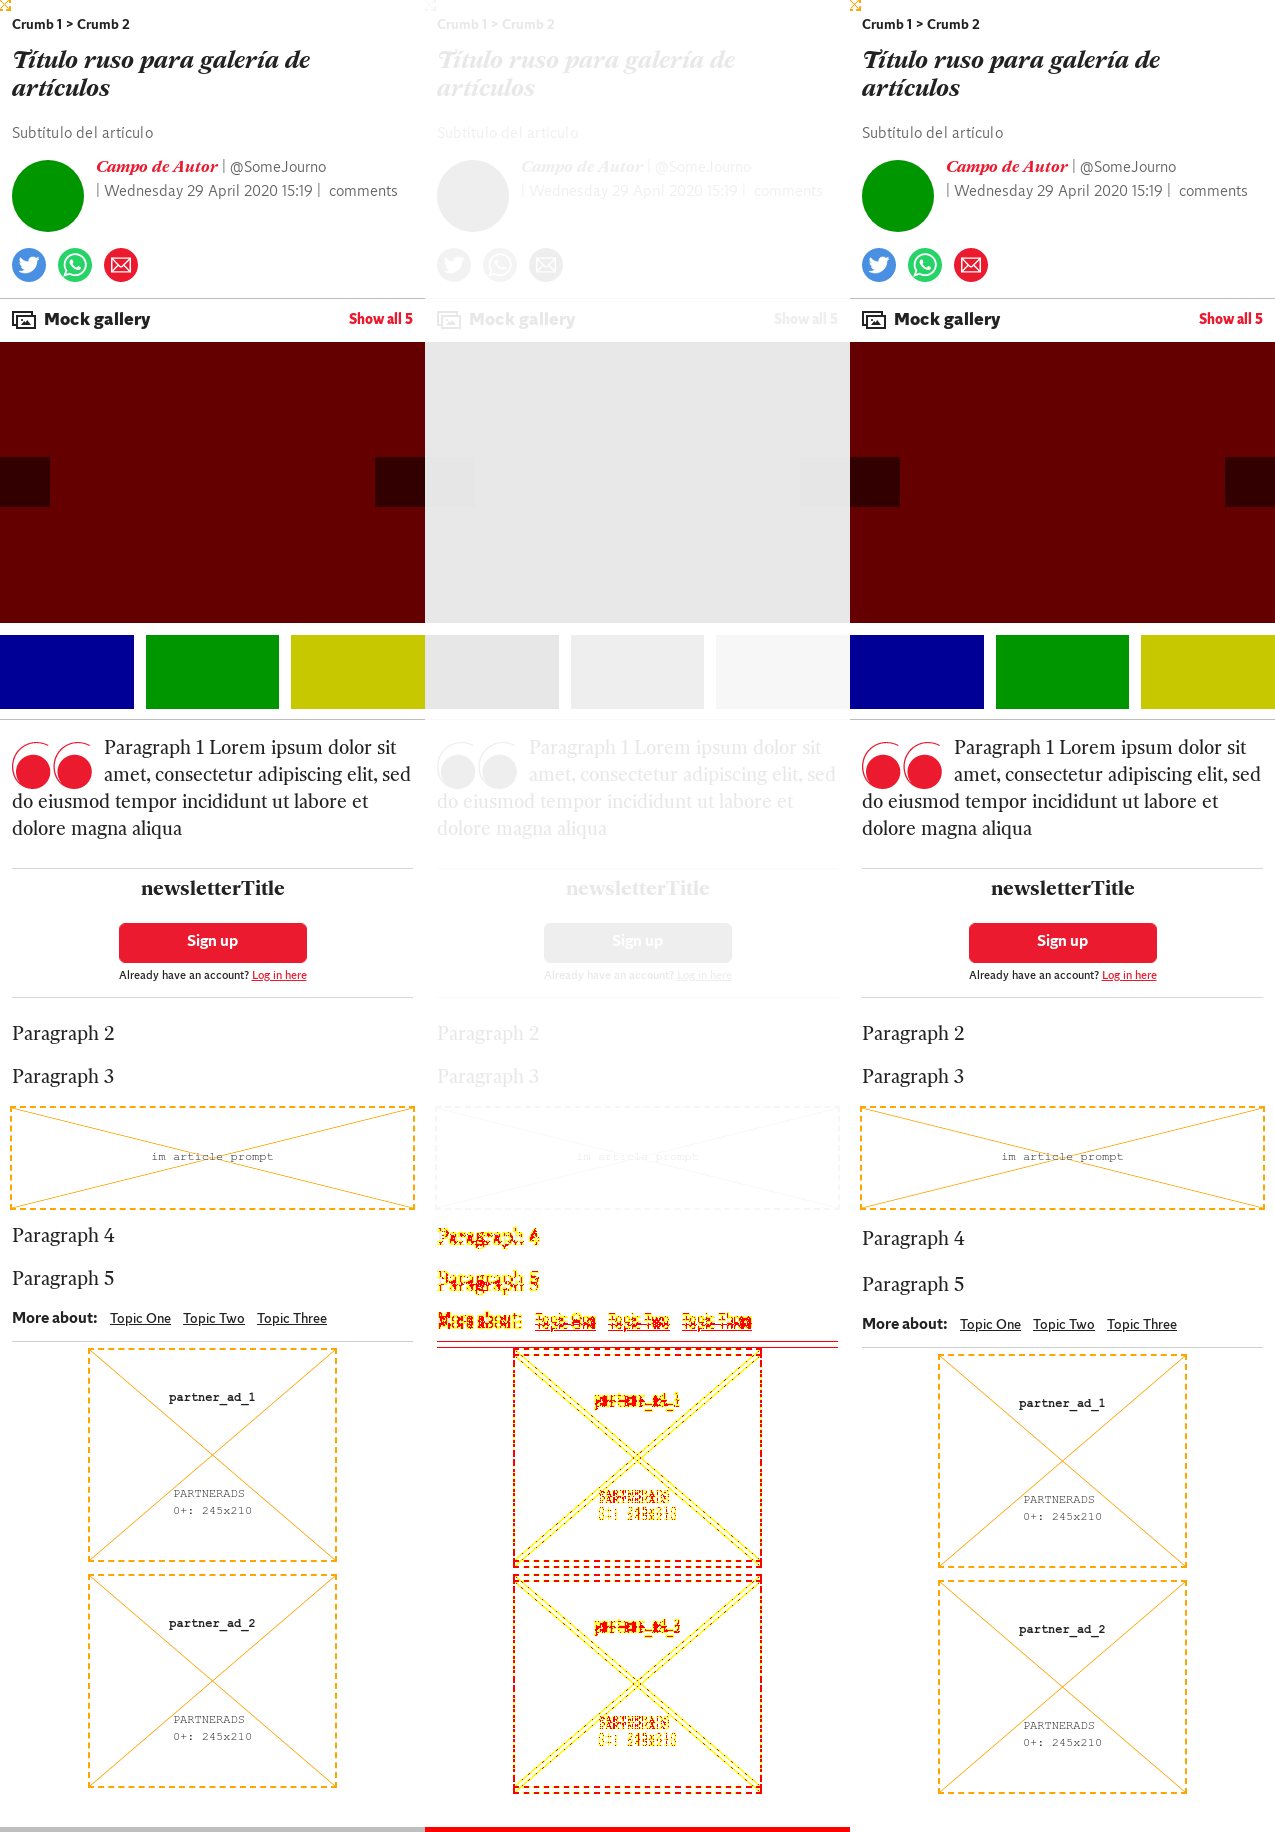 Crumb 1 > Crumb 2
Título ruso para galería de
artículos
Subtítulo del artículo
Campo de Autor | @SomeJourno
| Wednesday 29 April 2020 15:19 | comments
Mock gallery Show all 5
Paragraph 1 Lorem ipsum dolor sit
amet, consectetur adipiscing elit, sed
do eiusmod tempor incididunt ut labore et
dolore magna aliqua
newsletterTitle
Sign up
Already have an account? Log in here
Paragraph 2
Paragraph 3
im article prompt
Paragraph 4
Paragraph 5
More about: Topic One Topic Two Topic Three
partner_ad_1
PARTNERADS
0+: 245x210
partner_ad_2
PARTNERADS
0+: 245x210
Crumb 1 > Crumb 2
Título ruso para galería de
artículos
Subtítulo del artículo
Campo de Autor | @SomeJourno
| Wednesday 29 April 2020 15:19 | comments
Mock gallery Show all 5
Paragraph 1 Lorem ipsum dolor sit
amet, consectetur adipiscing elit, sed
do eiusmod tempor incididunt ut labore et
dolore magna aliqua
newsletterTitle
Sign up
Already have an account? Log in here
Paragraph 2
Paragraph 3
im article prompt
Paragraph 4
Paragraph 5
More about: Topic One Topic Two Topic Three
partner_ad_1
PARTNERADS
0+: 245x210
partner_ad_2
PARTNERADS
0+: 245x210
Crumb 1 > Crumb 2
Título ruso para galería de
artículos
Subtítulo del artículo
Campo de Autor | @SomeJourno
| Wednesday 29 April 2020 15:19 | comments
Mock gallery Show all 5
Paragraph 1 Lorem ipsum dolor sit
amet, consectetur adipiscing elit, sed
do eiusmod tempor incididunt ut labore et
dolore magna aliqua
newsletterTitle
Sign up
Already have an account? Log in here
Paragraph 2
Paragraph 3
im article prompt
Paragraph 4
Paragraph 5
More about: Topic One Topic Two Topic Three
partner_ad_1
PARTNERADS
0+: 245x210
partner_ad_2
PARTNERADS
0+: 245x210